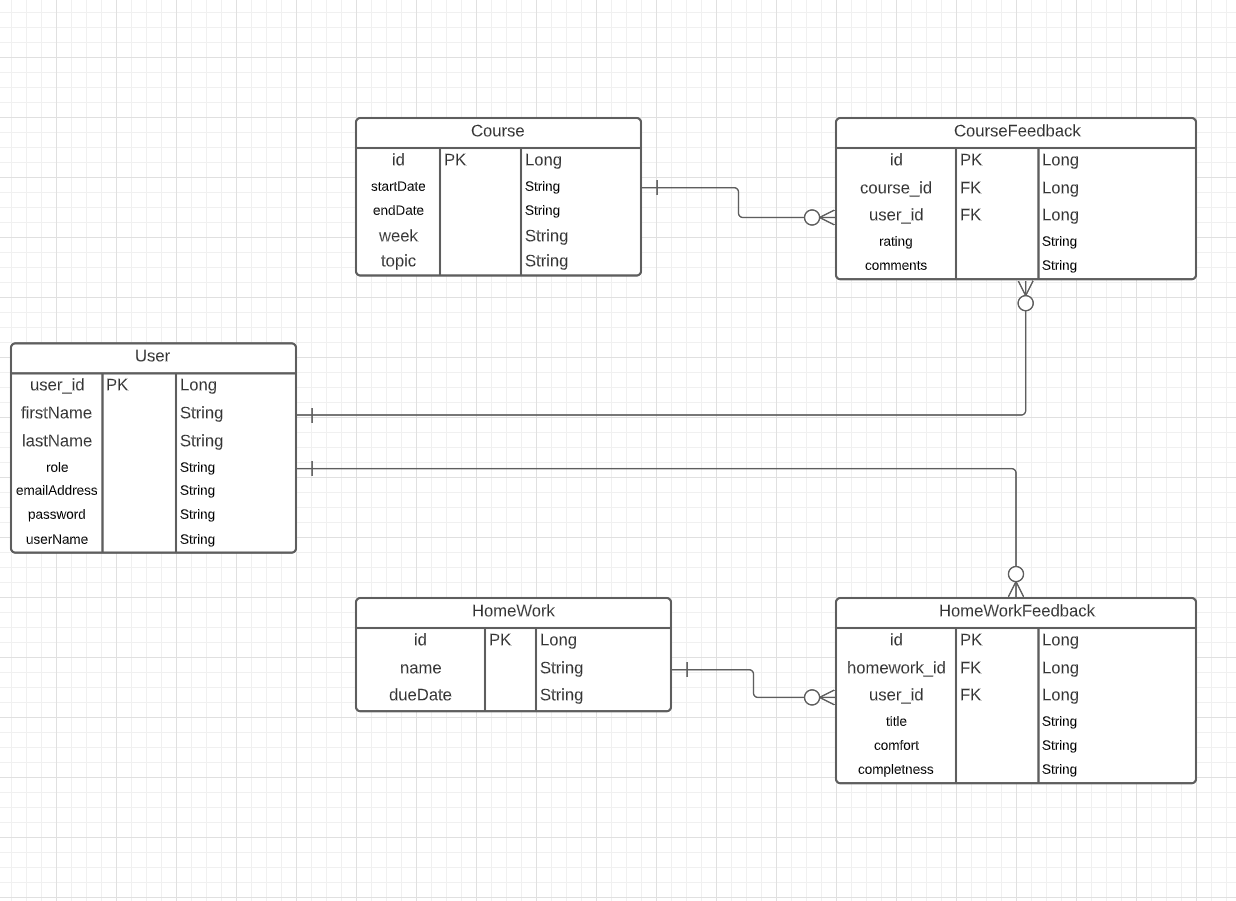 Course
id PK Long
startDate String
endDate String
week String
topic String
CourseFeedback
id PK Long
course_id FK Long
user_id FK Long
rating String
comments String
User
user_id PK Long
firstName String
lastName String
role String
emailAddress String
password String
userName String
HomeWork
id PK Long
name String
dueDate String
HomeWorkFeedback
id PK Long
homework_id FK Long
user_id FK Long
title String
comfort String
completness String